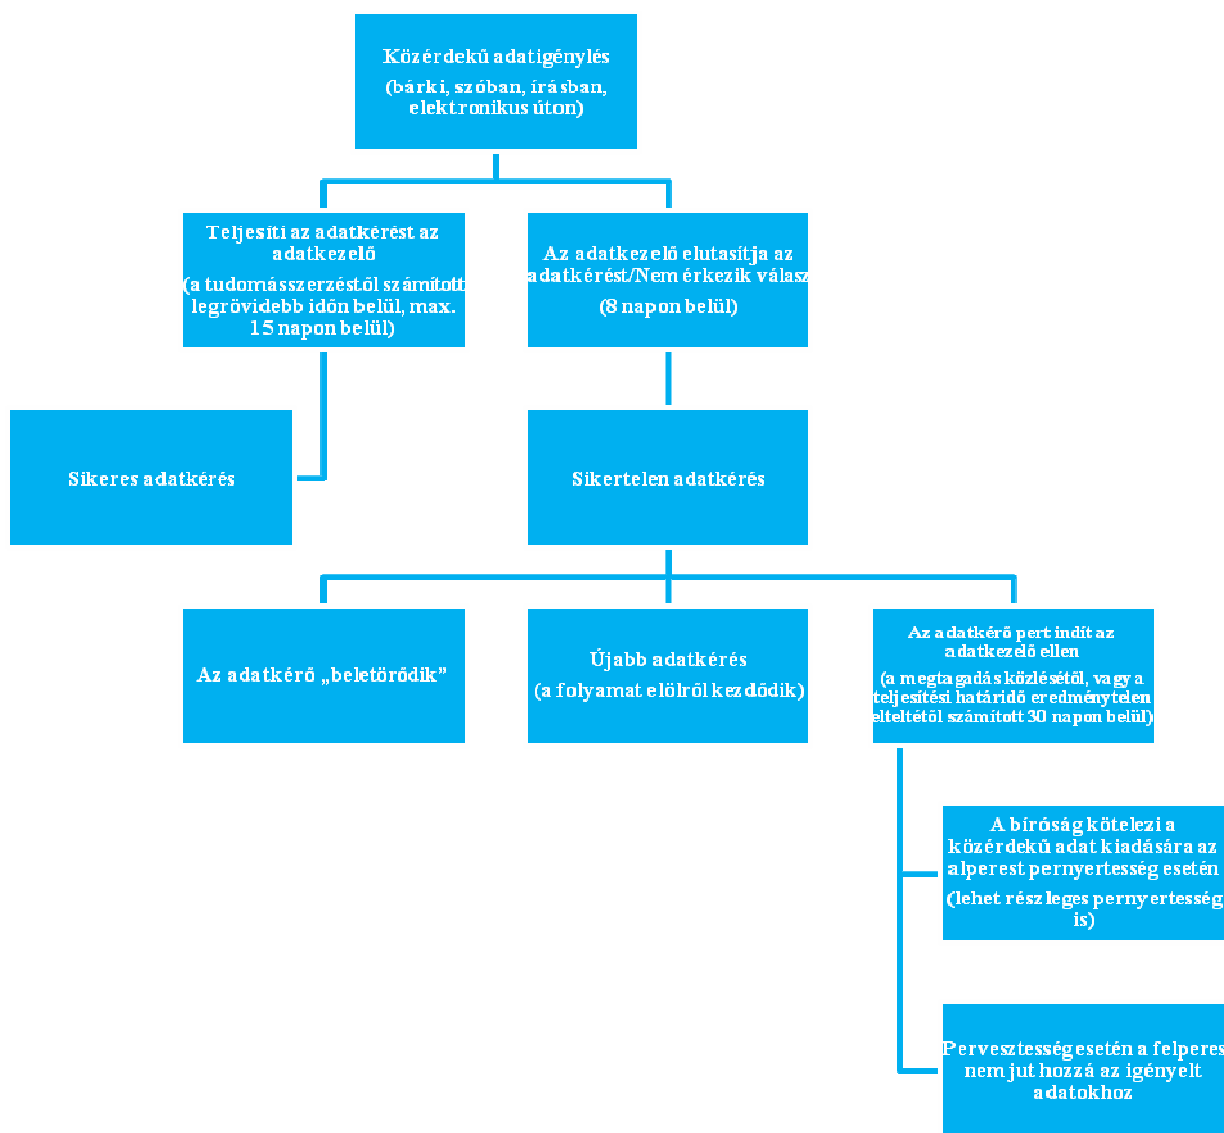 Közérdekű adatigénylés
(bárki, szóban, írásban,
elektronikus úton)
Teljesíti az adatkérést az
adatkezelő
(a tudomásszerzéstől számított
legrövidebb időn belül, max.
15 napon belül)
Az adatkezelő elutasítja az
adatkérést/Nem érkezik válasz
(8 napon belül)
Sikeres adatkérés
Sikertelen adatkérés
Az adatkérő „beletörődik”
Újabb adatkérés
(a folyamat elölről kezdődik)
Az adatkérő pert indít az
adatkezelő ellen
(a megtagadás közlésétől, vagy a
teljesítési határidő eredménytelen
elteltétől számított 30 napon belül)
A bíróság kötelezi a
közérdekű adat kiadására az
alperest pernyertesség esetén
(lehet részleges pernyertesség
is)
Pervesztesség esetén a felperes
nem jut hozzá az igényelt
adatokhoz